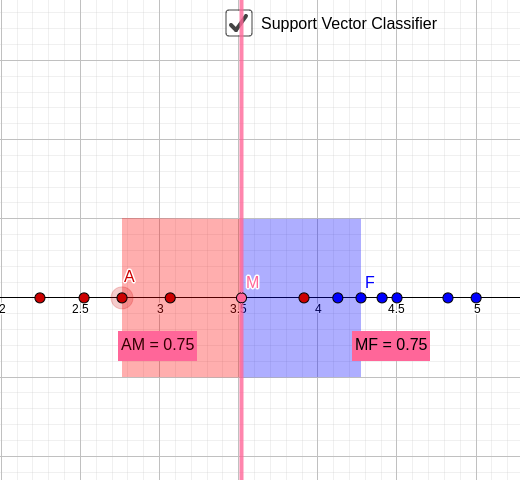 Support Vector Classifier
A
M
F
2
2.5
3
3.5
4
4.5
5
AM = 0.75
MF = 0.75